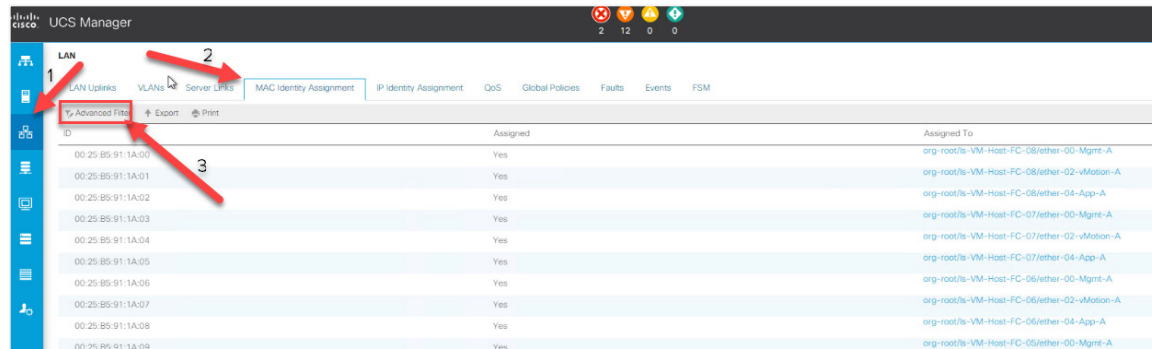 cisco. UCS Manager
2 12 0 0
LAN
2
1
LAN Uplinks VLANs Server Links MAC Identity Assignment IP Identity Assignment QoS Global Policies Faults Events FSM
Advanced Filter Export Print
ID Assigned Assigned To
3
00:25:B5:91:1A:00 Yes org-root/ls-VM-Host-FC-08/ether-00-Mgmt-A
00:25:B5:91:1A:01 Yes org-root/ls-VM-Host-FC-08/ether-02-vMotion-A
00:25:B5:91:1A:02 Yes org-root/ls-VM-Host-FC-08/ether-04-App-A
00:25:B5:91:1A:03 Yes org-root/ls-VM-Host-FC-07/ether-00-Mgmt-A
00:25:B5:91:1A:04 Yes org-root/ls-VM-Host-FC-07/ether-02-vMotion-A
00:25:B5:91:1A:05 Yes org-root/ls-VM-Host-FC-07/ether-04-App-A
00:25:B5:91:1A:06 Yes org-root/ls-VM-Host-FC-06/ether-00-Mgmt-A
00:25:B5:91:1A:07 Yes org-root/ls-VM-Host-FC-06/ether-02-vMotion-A
00:25:B5:91:1A:08 Yes org-root/ls-VM-Host-FC-06/ether-04-App-A
00:25:B5:91:1A:09 Yes org-root/ls-VM-Host-FC-05/ether-00-Mgmt-A